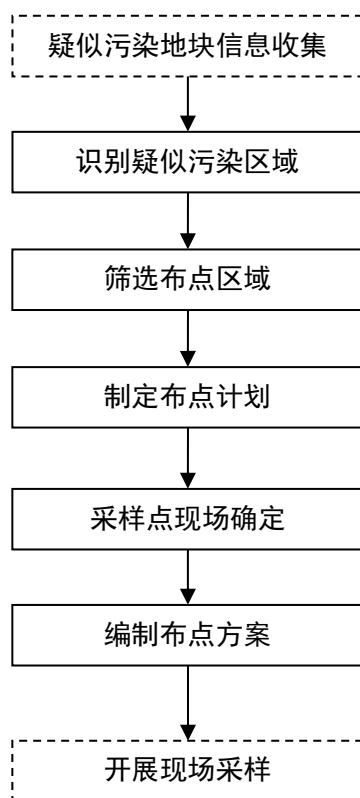 疑似污染地块信息收集
识别疑似污染区域
筛选布点区域
制定布点计划
采样点现场确定
编制布点方案
开展现场采样